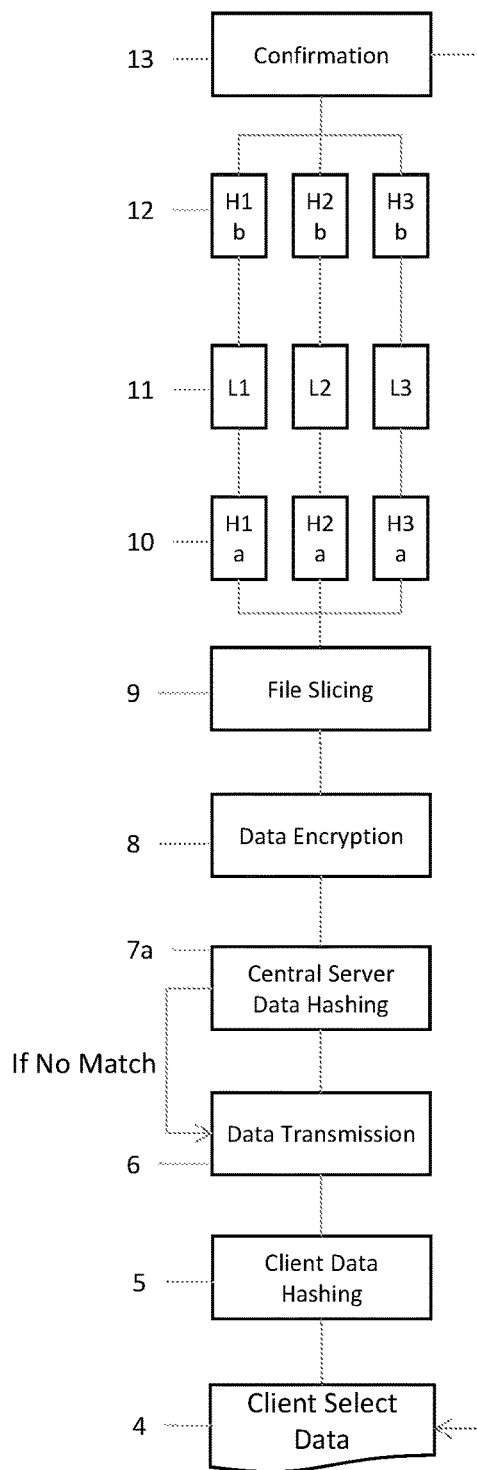 13
Confirmation
12
H1
b
H2
b
H3
b
11
L1
L2
L3
10
H1
a
H2
a
H3
a
9
File Slicing
8
Data Encryption
7a
Central Server
Data Hashing
If No Match
Data Transmission
6
5
Client Data
Hashing
4
Client Select
Data